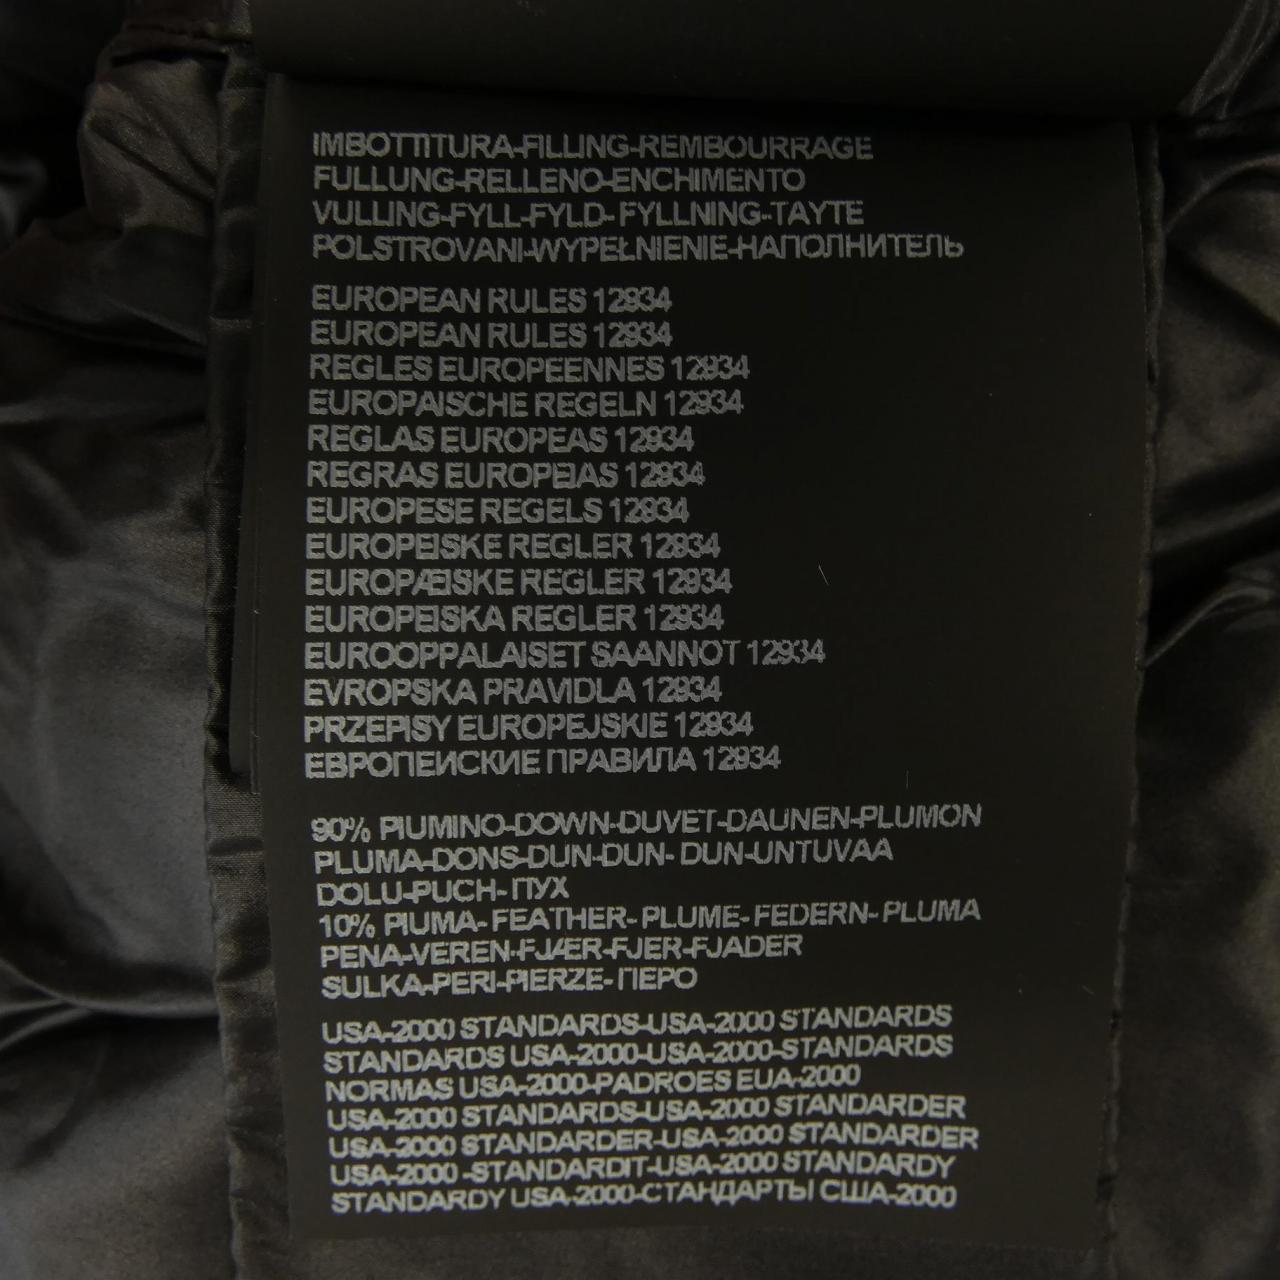 IMBOTTITURA-FILLING-REMBOURRAGE
FULLUNG-RELLENO-ENCHIMENTO
VULLING-FYLL-FYLD- FYLLNING-TAYTE
POLSTROVANI-WYPEŁNIENIE-НАПОЛНИТЕЛЬ
EUROPEAN RULES 12934
EUROPEAN RULES 12934
REGLES EUROPEENNES 12934
EUROPAISCHE REGELN 12934
REGLAS EUROPEAS 12934
REGRAS EUROPEIAS 12934
EUROPESE REGELS 12934
EUROPEISKE REGLER 12934
EUROPÆISKE REGLER 12934
EUROPEISKA REGLER 12934
EUROOPPALAISET SAANNOT 12934
EVROPSKA PRAVIDLA 12934
PRZEPISY EUROPEJSKIE 12934
ЕВРОПЕИСКИЕ ПРАВИЛА 12934
90% PIUMINO-DOWN-DUVET-DAUNEN-PLUMON
PLUMA-DONS-DUN-DUN- DUN-UNTUVAA
DOLU-PUCH-ПУХ
10% PIUMA- FEATHER- PLUME- FEDERN- PLUMA
PENA-VEREN-FJÆR-FJER-FJADER
SULKA-PERI-PIERZE-ПЕРО
USA-2000 STANDARDS-USA-2000 STANDARDS
STANDARDS USA-2000-USA-2000-STANDARDS
NORMAS USA-2000-PADROES EUA-2000
USA-2000 STANDARDS-USA-2000 STANDARDER
USA-2000 STANDARDER-USA-2000 STANDARDER
USA-2000 -STANDARDIT-USA-2000 STANDARDY
STANDARDY USA-2000-СТАНДАРТЫ США-2000